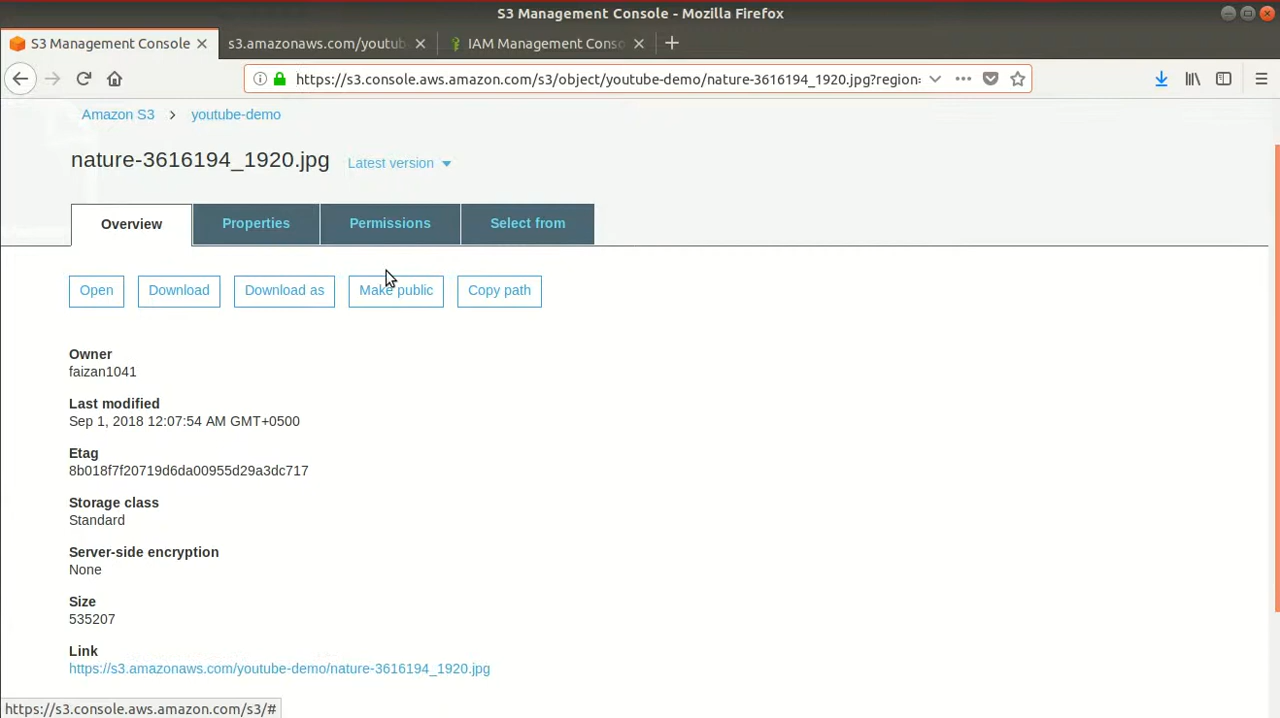 S3 Management Console - Mozilla Firefox
S3 Management Console
s3.amazonaws.com/youtub
IAM Management Conso
https://s3.console.aws.amazon.com/s3/object/youtube-demo/nature-3616194_1920.jpg?region=
Amazon S3 > youtube-demo
nature-3616194_1920.jpg Latest version
Overview Properties Permissions Select from
Open Download Download as Make public Copy path
Owner
faizan1041
Last modified
Sep 1, 2018 12:07:54 AM GMT+0500
Etag
8b018f7f20719d6da00955d29a3dc717
Storage class
Standard
Server-side encryption
None
Size
535207
Link
https://s3.amazonaws.com/youtube-demo/nature-3616194_1920.jpg
https://s3.console.aws.amazon.com/s3/#